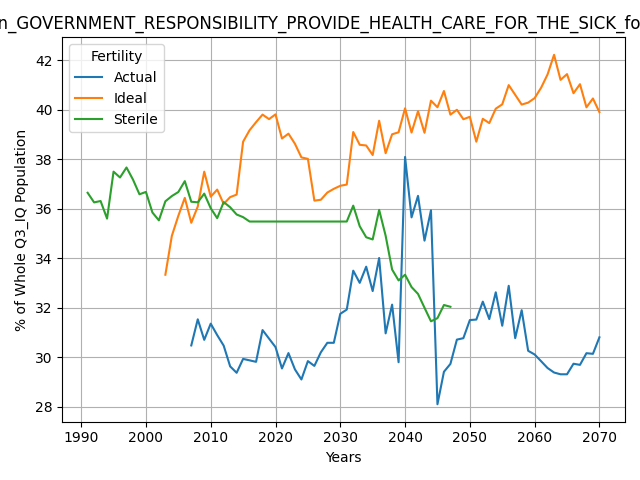 n_GOVERNMENT_RESPONSIBILITY_PROVIDE_HEALTH_CARE_FOR_THE_SICK_fo
Fertility
Actual
Ideal
Sterile
% of Whole Q3_IQ Population
42
40
38
36
34
32
30
28
1990 2000 2010 2020 2030 2040 2050 2060 2070
Years